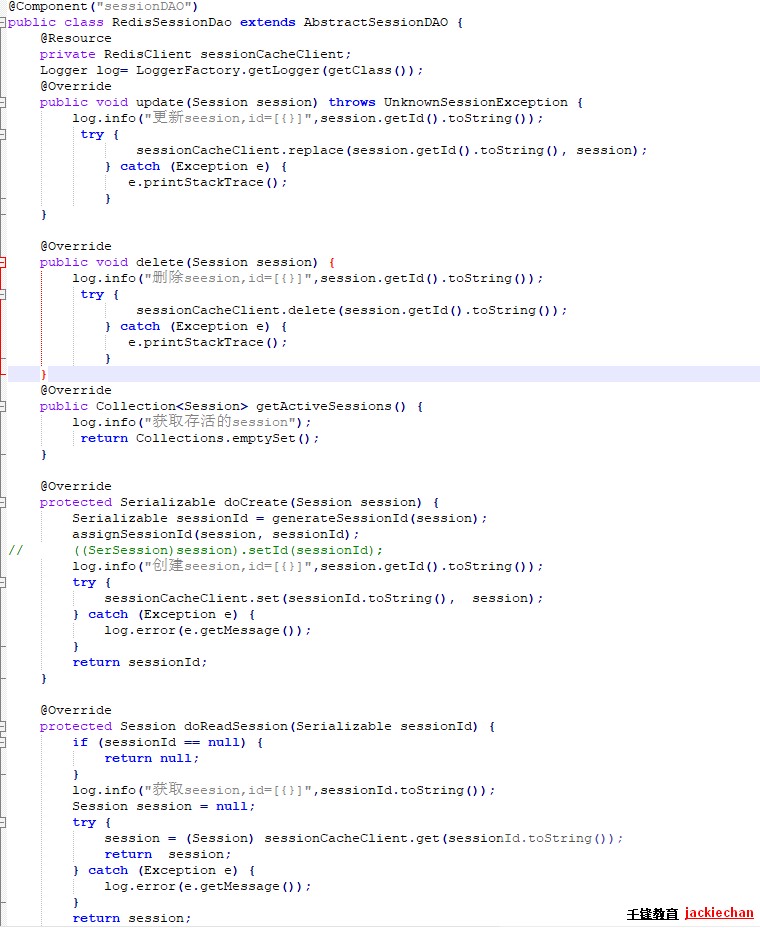 @Component("sessionDAO")
public class RedisSessionDao extends AbstractSessionDAO {
    @Resource
    private RedisClient sessionCacheClient;
    Logger log= LoggerFactory.getLogger(getClass());
    @Override
    public void update(Session session) throws UnknownSessionException {
        log.info("更新seesion,id=[{}]",session.getId().toString());
         try {
                sessionCacheClient.replace(session.getId().toString(), session);
            } catch (Exception e) {
               e.printStackTrace();
            }
    }

    @Override
    public void delete(Session session) {
        log.info("删除seesion,id=[{}]",session.getId().toString());
         try {
                sessionCacheClient.delete(session.getId().toString());
            } catch (Exception e) {
               e.printStackTrace();
            }
    }
    @Override
    public Collection<Session> getActiveSessions() {
        log.info("获取存活的session");
         return Collections.emptySet();
    }

    @Override
    protected Serializable doCreate(Session session) {
        Serializable sessionId = generateSessionId(session);
        assignSessionId(session, sessionId);
//      ((SerSession)session).setId(sessionId);
        log.info("创建seesion,id=[{}]",session.getId().toString());
        try {
            sessionCacheClient.set(sessionId.toString(),  session);
        } catch (Exception e) {
            log.error(e.getMessage());
        }
        return sessionId;
    }

    @Override
    protected Session doReadSession(Serializable sessionId) {
        if (sessionId == null) {
            return null;
        }
        log.info("获取seesion,id=[{}]",sessionId.toString());
        Session session = null;
        try {
            session = (Session) sessionCacheClient.get(sessionId.toString());
            return  session;
        } catch (Exception e) {
            log.error(e.getMessage());
        }
        return session;
千锋教育 jackiechan